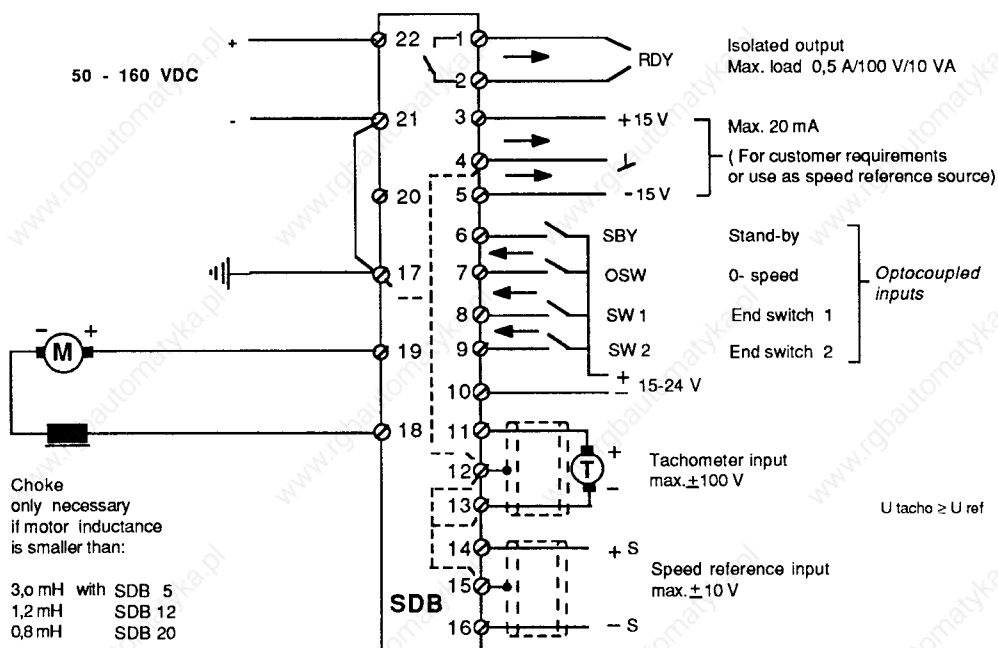 22 1
+
50 - 160 VDC
2
RDY
Isolated output
Max. load 0,5 A/100 V/10 VA
-
21
3
+ 15 V
4
5
- 15 V
Max. 20 mA
( For customer requirements
or use as speed reference source)
20
6
SBY
Stand-by
17
7
OSW
0- speed
Optocoupled
inputs
8
SW 1
End switch 1
9
SW 2
End switch 2
- +
M
19
10
+
- 15-24 V
18
11
12
13
T
+
-
Tachometer input
max. ± 100 V
U tacho ≥ U ref
Choke
only necessary
if motor inductance
is smaller than:
3,o mH with SDB 5
1,2 mH SDB 12
0,8 mH SDB 20
14
+ S
15
Speed reference input
max. ± 10 V
SDB
16
- S
www.rgbautomatyka.pl